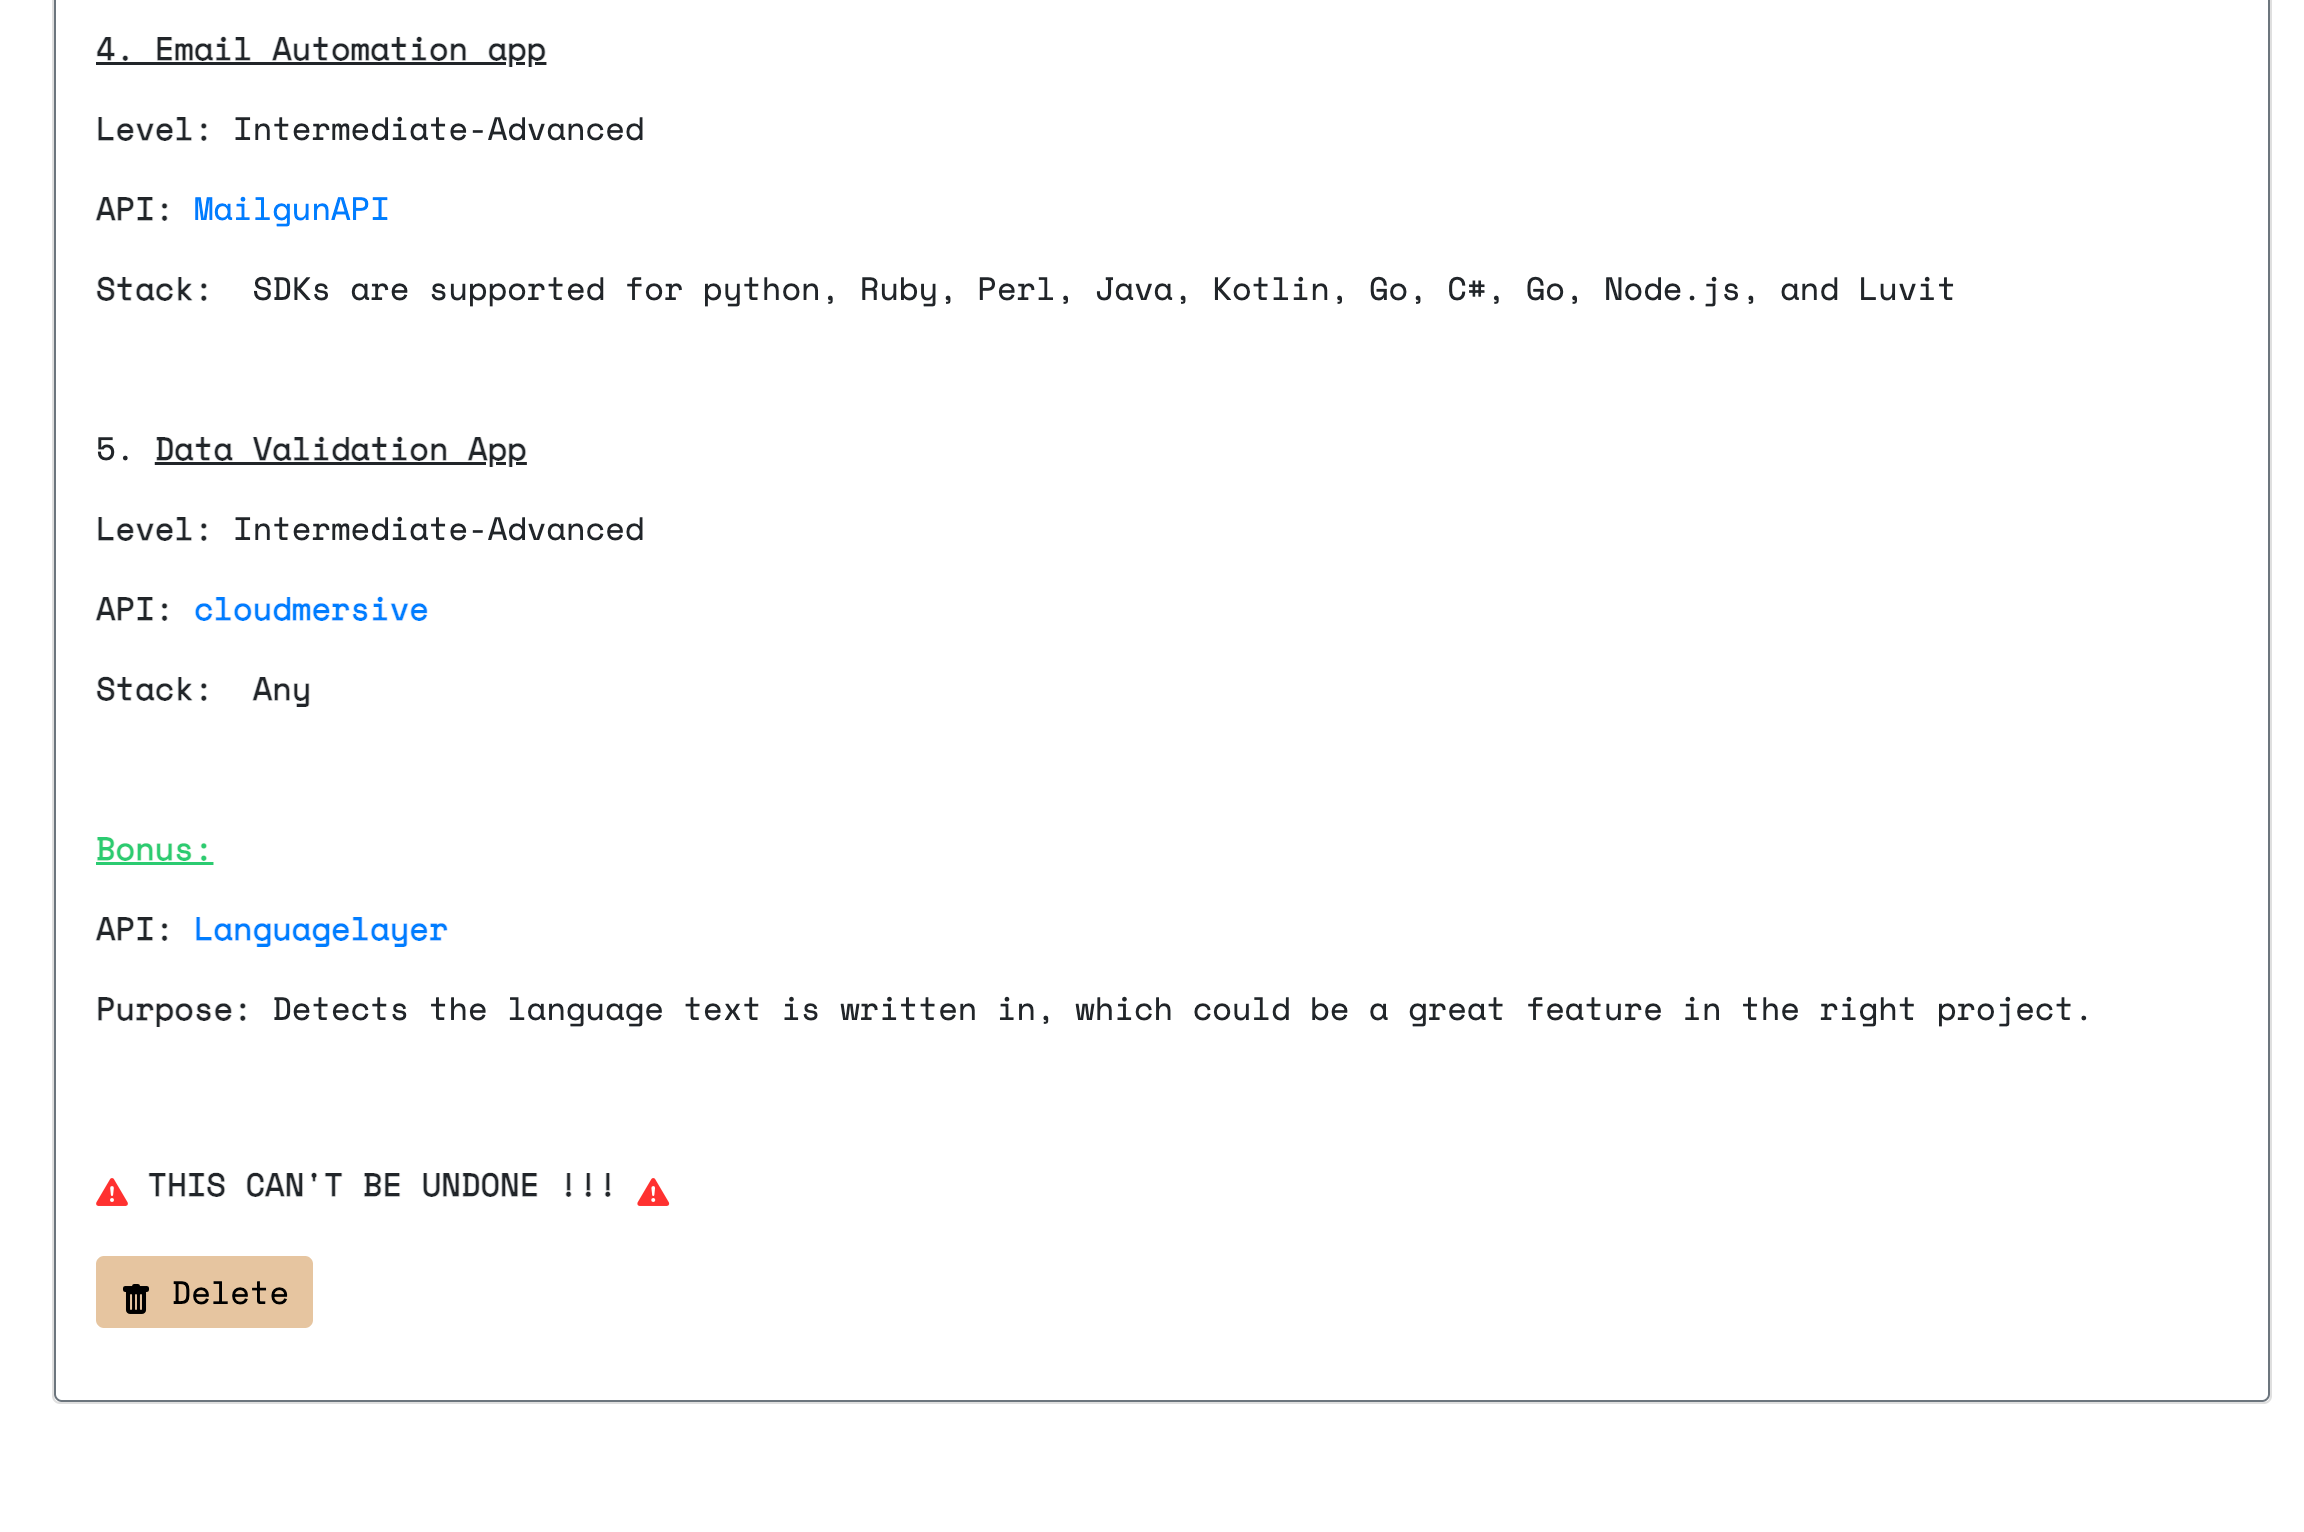 4. Email Automation app
Level: Intermediate-Advanced
API: MailgunAPI
Stack:  SDKs are supported for python, Ruby, Perl, Java, Kotlin, Go, C#, Go, Node.js, and Luvit
5. Data Validation App
Level: Intermediate-Advanced
API: cloudmersive
Stack:  Any
Bonus:
API: Languagelayer
Purpose: Detects the language text is written in, which could be a great feature in the right project.
THIS CAN'T BE UNDONE !!!
Delete